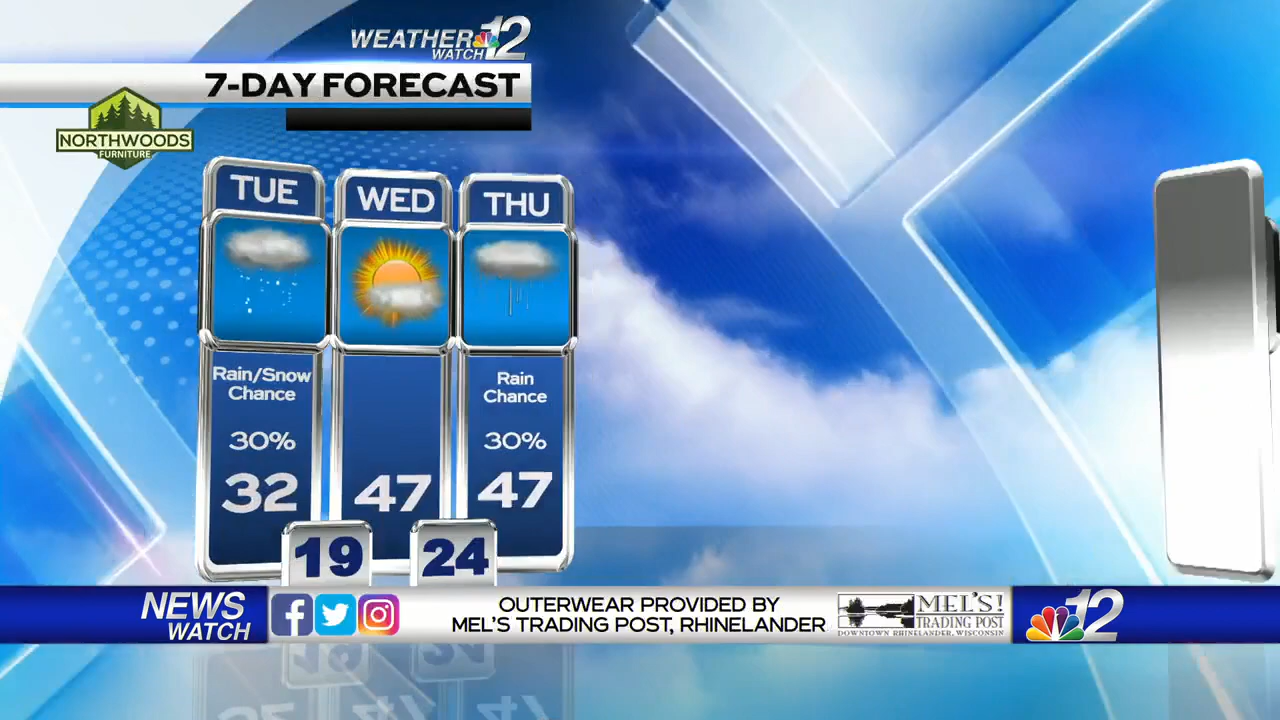 WEATHER 12
WATCH
7-DAY FORECAST
NORTHWOODS
FURNITURE
TUE
WED
THU
Rain/Snow
Chance
30%
32
47
Rain
Chance
30%
47
19
24
NEWS
WATCH
OUTERWEAR PROVIDED BY
MEL'S TRADING POST, RHINELANDER
MEL'S!
TRADING POST
DOWNTOWN RHINELANDER, WISCONSIN
12